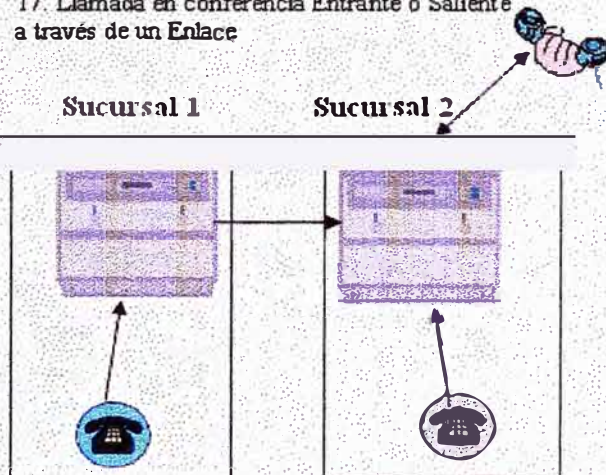 17. Llamada en conferencia Entrante o Saliente
a través de un Enlace
Sucursal 1
Sucursal 2